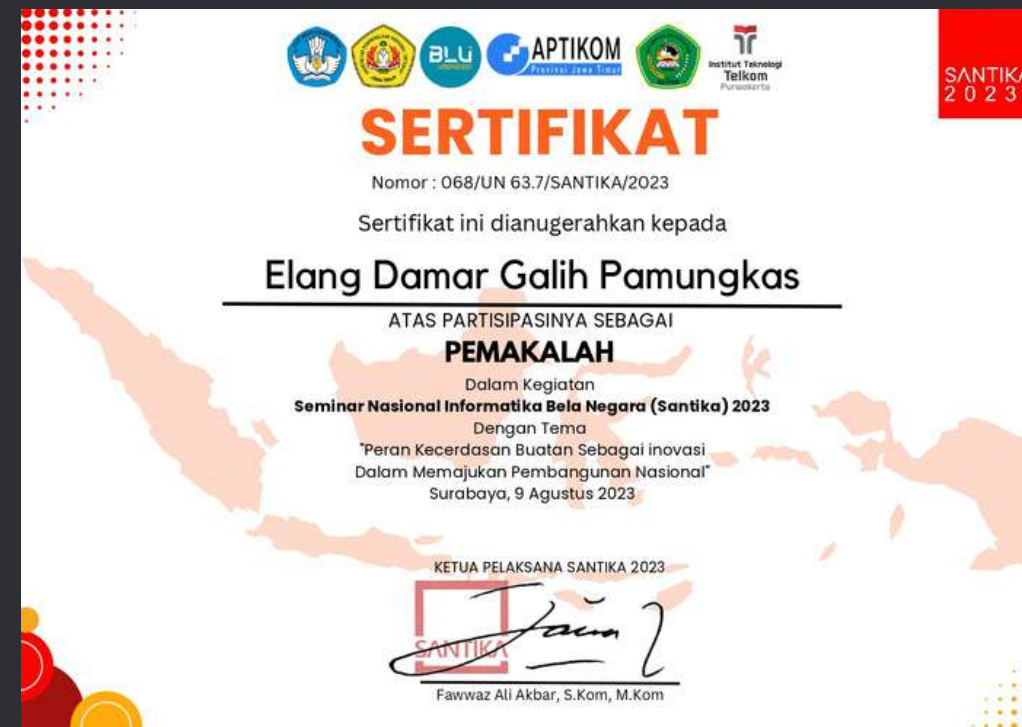 BLU
APTIKOM
Provinsi Jawa Timur
Institut Teknologi
Telkom
Purwokerto
SANTIKA
2023
SERTIFIKAT
Nomor : 068/UN 63.7/SANTIKA/2023
Sertifikat ini dianugerahkan kepada
Elang Damar Galih Pamungkas
ATAS PARTISIPASINYA SEBAGAI
PEMAKALAH
Dalam Kegiatan
Seminar Nasional Informatika Bela Negara (Santika) 2023
Dengan Tema
"Peran Kecerdasan Buatan Sebagai inovasi
Dalam Memajukan Pembangunan Nasional"
Surabaya, 9 Agustus 2023
KETUA PELAKSANA SANTIKA 2023
SANTIKA
Fawwaz Ali Akbar, S.Kom, M.Kom